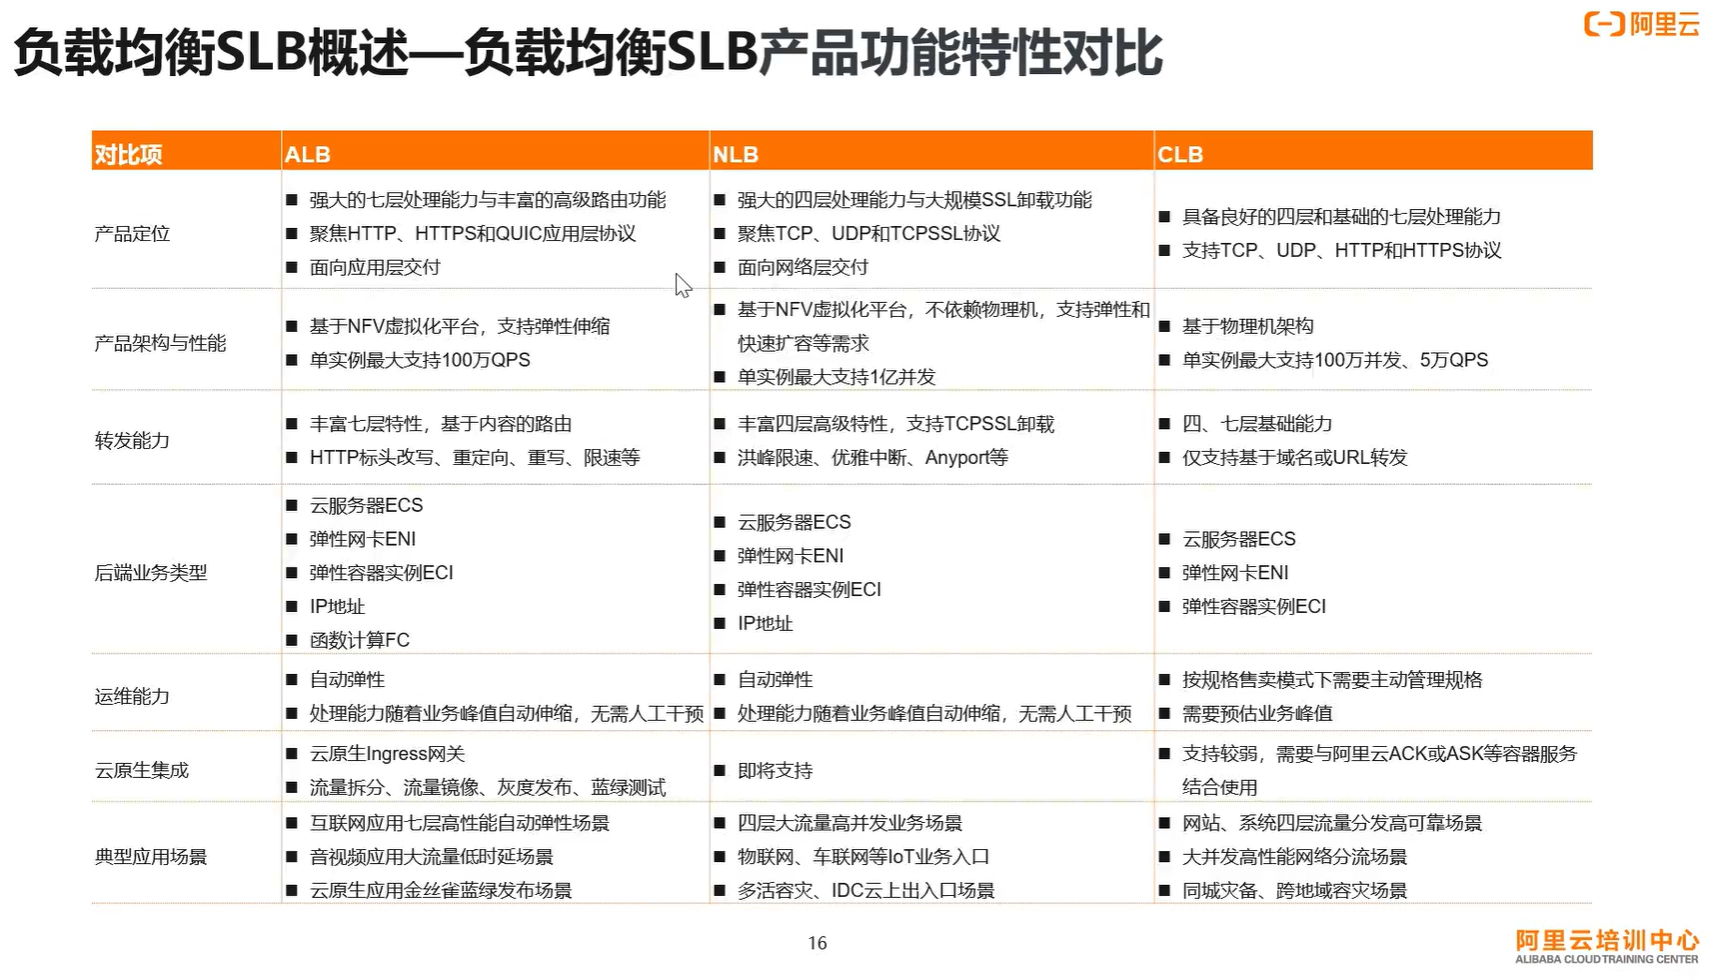 阿里云
负载均衡SLB概述—负载均衡SLB产品功能特性对比
对比项
ALB
NLB
CLB
产品定位
强大的七层处理能力与丰富的高级路由功能
聚焦HTTP、HTTPS和QUIC应用层协议
面向应用层交付
强大的四层处理能力与大规模SSL卸载功能
聚焦TCP、UDP和TCPSSL协议
面向网络层交付
具备良好的四层和基础的七层处理能力
支持TCP、UDP、HTTP和HTTPS协议
产品架构与性能
基于NFV虚拟化平台，支持弹性伸缩
单实例最大支持100万QPS
基于NFV虚拟化平台，不依赖物理机，支持弹性和
快速扩容等需求
单实例最大支持1亿并发
基于物理机架构
单实例最大支持100万并发、5万QPS
转发能力
丰富七层特性，基于内容的路由
HTTP标头改写、重定向、重写、限速等
丰富四层高级特性，支持TCPSSL卸载
洪峰限速、优雅中断、Anyport等
四、七层基础能力
仅支持基于域名或URL转发
后端业务类型
云服务器ECS
弹性网卡ENI
弹性容器实例ECI
IP地址
函数计算FC
云服务器ECS
弹性网卡ENI
弹性容器实例ECI
IP地址
云服务器ECS
弹性网卡ENI
弹性容器实例ECI
运维能力
自动弹性
处理能力随着业务峰值自动伸缩，无需人工干预
自动弹性
处理能力随着业务峰值自动伸缩，无需人工干预
按规格售卖模式下需要主动管理规格
需要预估业务峰值
云原生集成
云原生Ingress网关
流量拆分、流量镜像、灰度发布、蓝绿测试
即将支持
支持较弱，需要与阿里云ACK或ASK等容器服务
结合使用
典型应用场景
互联网应用七层高性能自动弹性场景
音视频应用大流量低时延场景
云原生应用金丝雀蓝绿发布场景
四层大流量高并发业务场景
物联网、车联网等IoT业务入口
多活容灾、IDC云上出入口场景
网站、系统四层流量分发高可靠场景
大并发高性能网络分流场景
同城灾备、跨地域容灾场景
16
阿里云培训中心
ALIBABA CLOUD TRAINING CENTER